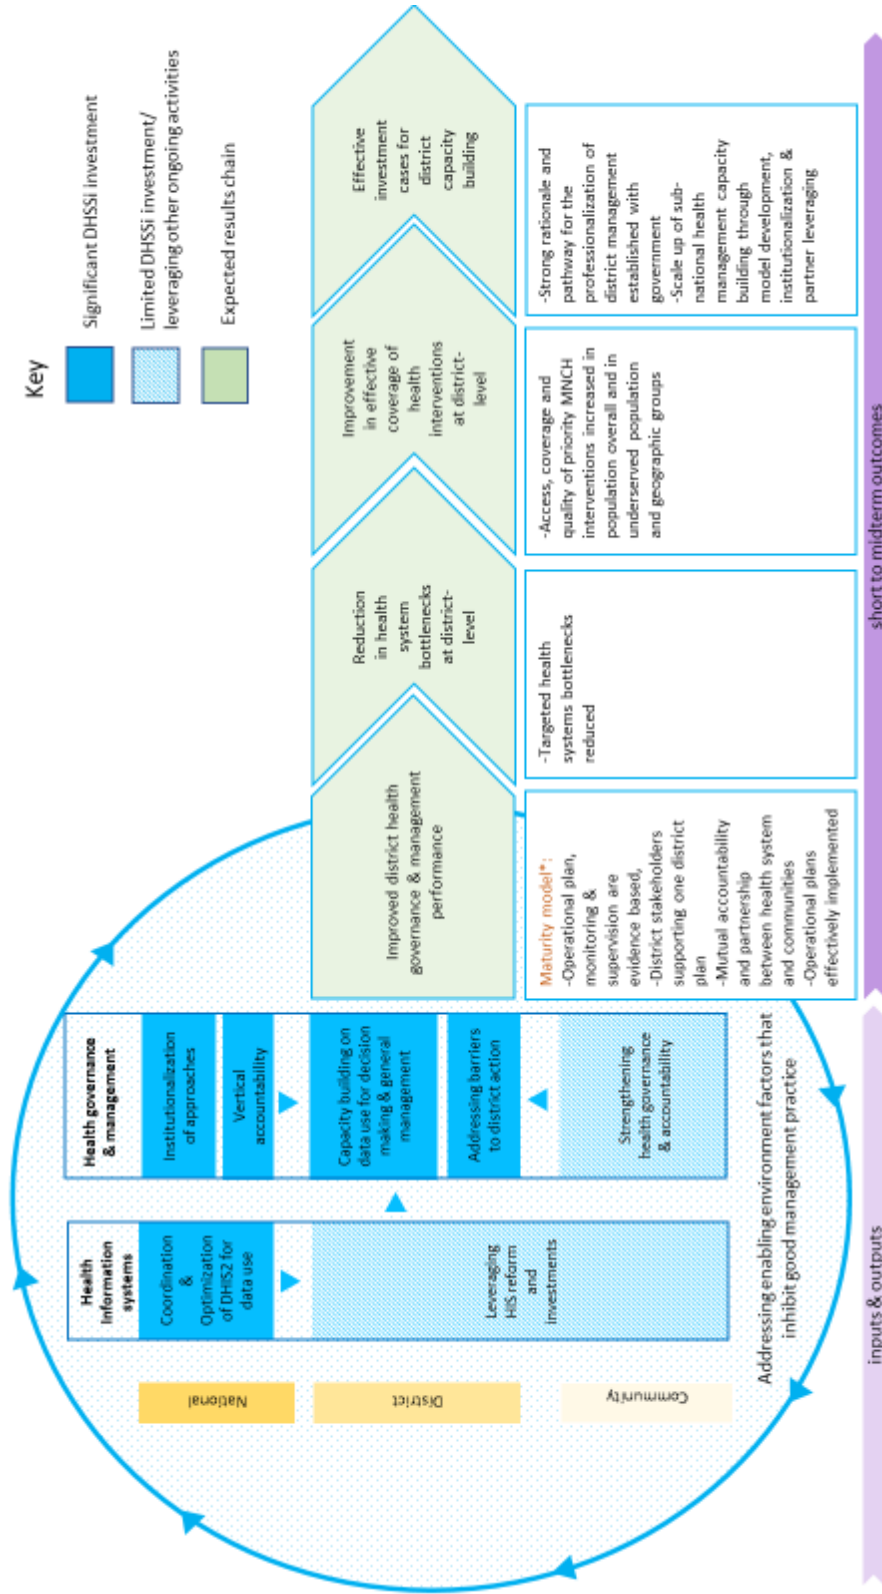 Key
Significant DHSSi investment
Limited DHSSi investment/
leveraging other ongoing activities
Expected results chain
National
District
Community
Health
Information
systems
Coordination
&
Optimization
of DHIS2 for
data use
Leveraging
HIS reform
and
investments
Health governance
& management
Institutionalization
of approaches
Vertical
accountability
Capacity building on
data use for decision
making & general
management
Addressing barriers
to district action
Strengthening
health governance
& accountability
Addressing enabling environment factors that
inhibit good management practice
Improved district health
governance & management
performance
Reduction
in health
system
bottlenecks
at district-
level
Improvement
in effective
coverage of
health
interventions
at district-
level
Effective
investment
cases for
district
capacity
building
Maturity model*:
-Operational plan,
monitoring &
supervision are
evidence based,
-District stakeholders
supporting one district
plan
-Mutual accountability
and partnership
between health system
and communities
-Operational plans
effectively implemented
-Targeted health
systems bottlenecks
reduced
-Access, coverage and
quality of priority MNCH
interventions increased in
population overall and in
underserved population
and geographic groups
-Strong rationale and
pathway for the
professionalization of
district management
established with
government
-Scale up of sub-
national health
management capacity
building through
model development,
institutionalization &
partner leveraging
inputs & outputs
short to midterm outcomes